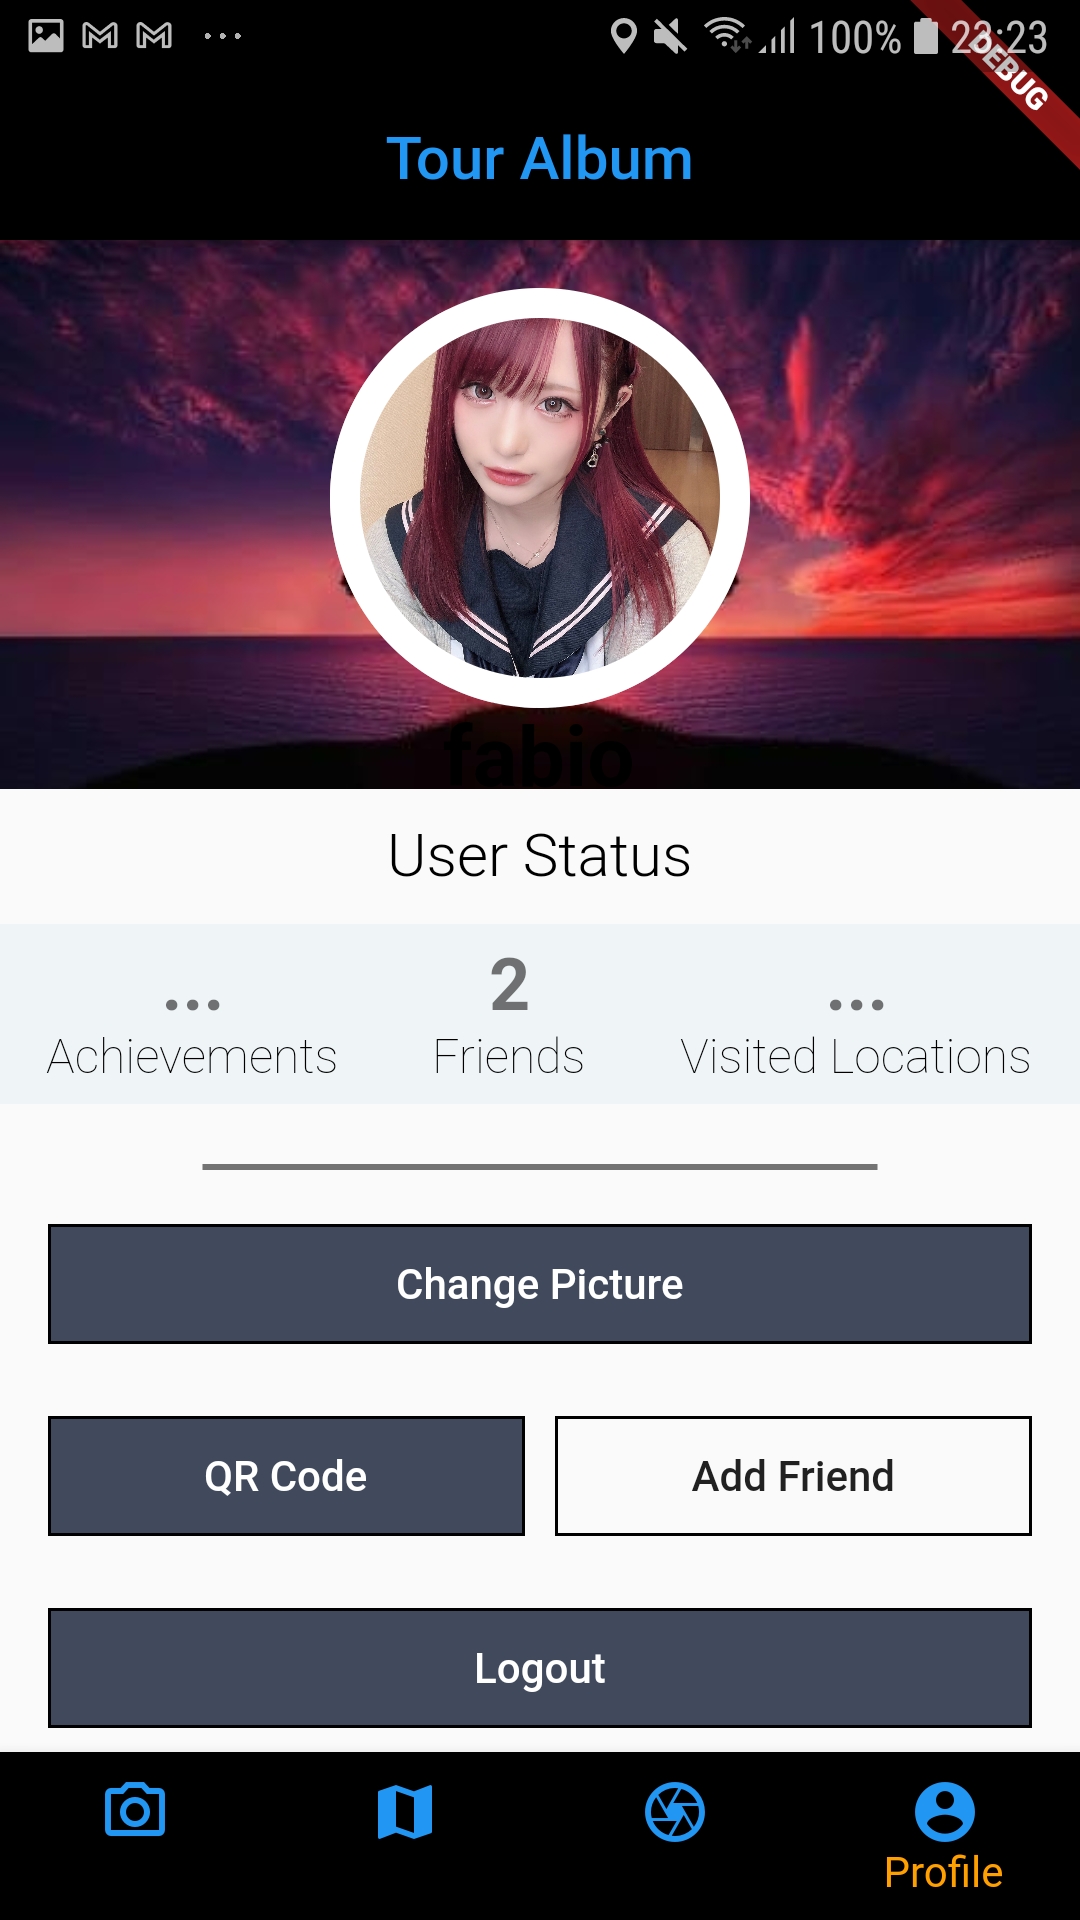 100% 23:23
DEBUG
Tour Album
fabio
User Status
... 2 ...
Achievements Friends Visited Locations
Change Picture
QR Code Add Friend
Logout
Profile